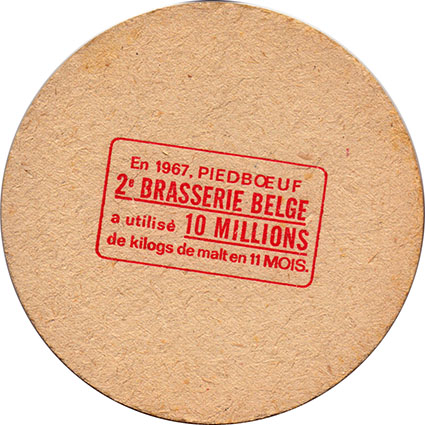 En 1967, PIEDBŒUF
2e BRASSERIE BELGE
a utilisé 10 MILLIONS
de kilogs de malt en 11 MOIS.